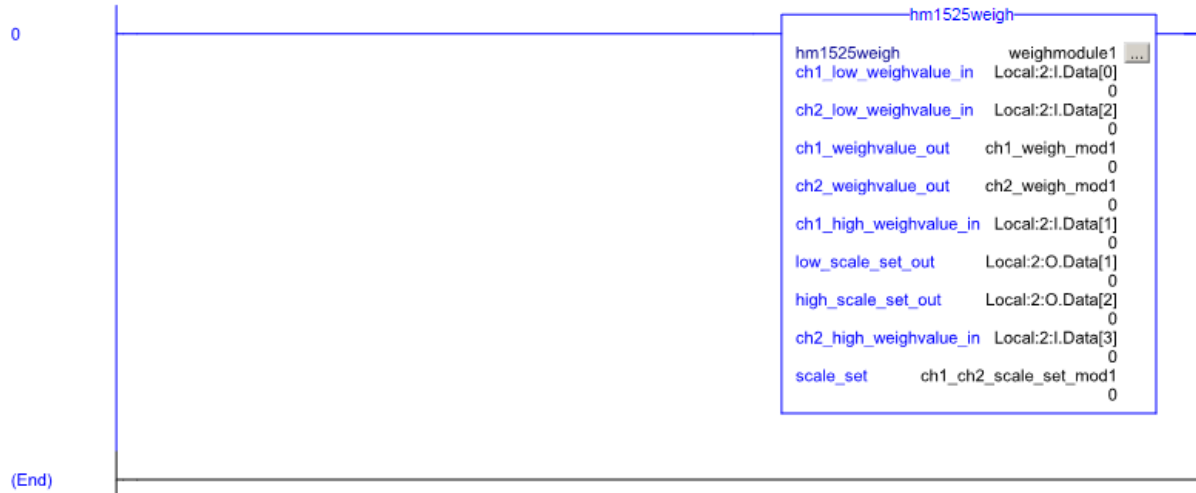 hm1525weigh
0
hm1525weigh weighmodule1 ...
ch1_low_weighvalue_in Local:2:I.Data[0]
0
ch2_low_weighvalue_in Local:2:I.Data[2]
0
ch1_weighvalue_out ch1_weigh_mod1
0
ch2_weighvalue_out ch2_weigh_mod1
0
ch1_high_weighvalue_in Local:2:I.Data[1]
0
low_scale_set_out Local:2:O.Data[1]
0
high_scale_set_out Local:2:O.Data[2]
0
ch2_high_weighvalue_in Local:2:I.Data[3]
0
scale_set ch1_ch2_scale_set_mod1
0
(End)